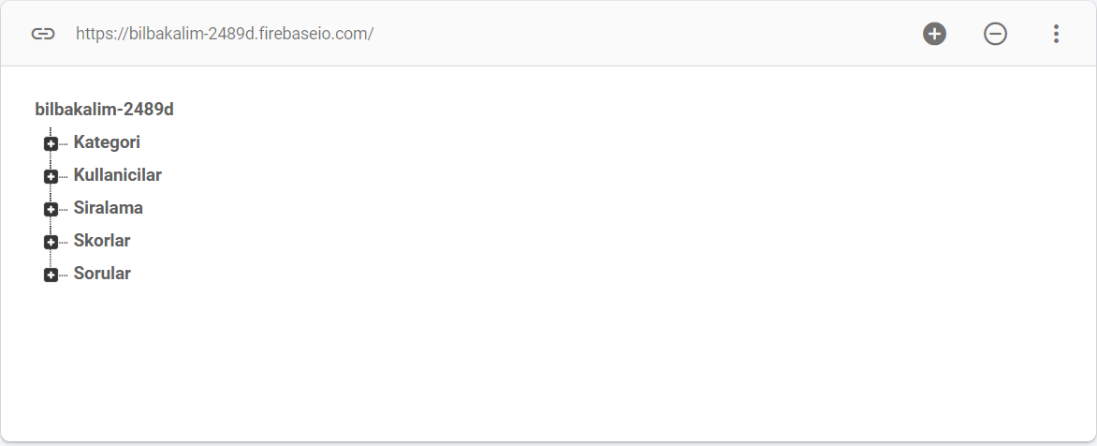 https://bilbakalim-2489d.firebaseio.com/
bilbakalim-2489d
Kategori
Kullanicilar
Siralama
Skorlar
Sorular